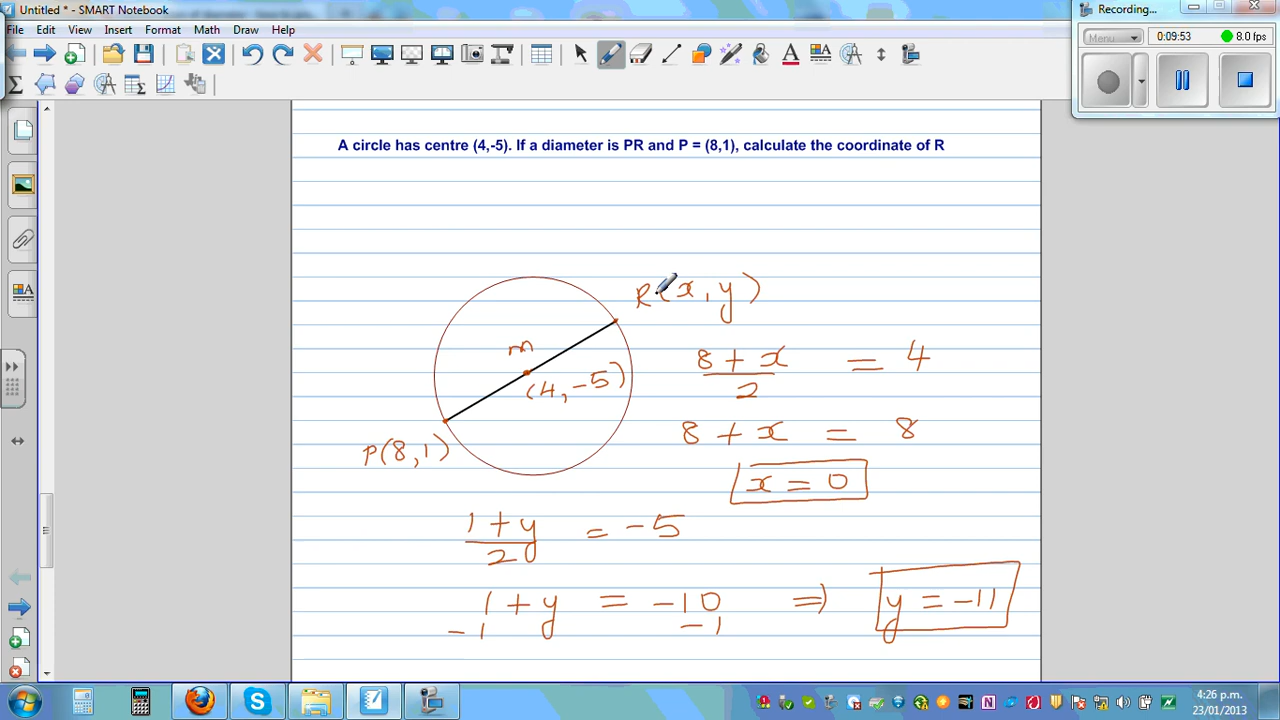 Untitled * - SMART Notebook
Recording...
File Edit View Insert Format Math Draw Help
Menu
0:09:53
8.0 fps
A circle has centre (4,-5). If a diameter is PR and P = (8,1), calculate the coordinate of R
R(x, y)
m
(4, -5)
P(8, 1)
8 + x / 2 = 4
8 + x = 8
x = 0
1 + y / 2 = -5
1 + y = -10 => y = -11
-1 -1
4:26 p.m.
23/01/2013